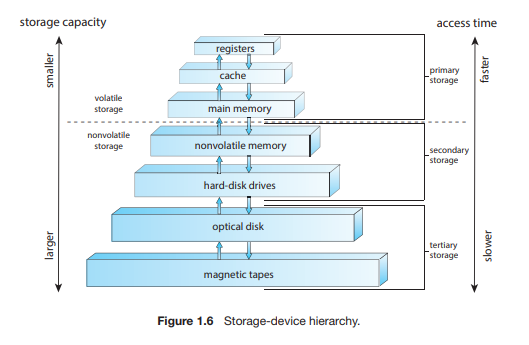 storage capacity
access time
smaller
faster
registers
cache
primary
storage
main memory
volatile
storage
nonvolatile
storage
nonvolatile memory
secondary
storage
hard-disk drives
optical disk
larger
slower
tertiary
storage
magnetic tapes
Figure 1.6 Storage-device hierarchy.